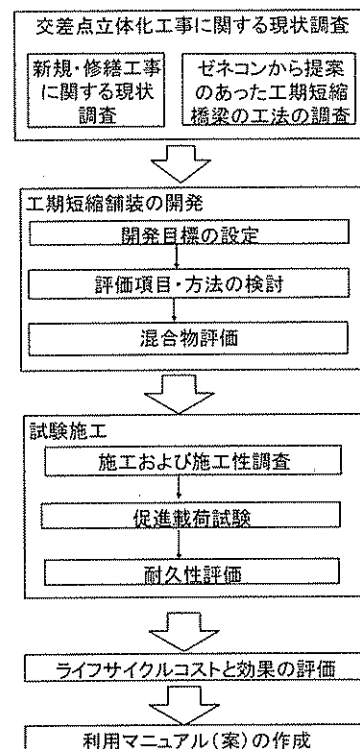 交差点立体化工事に関する現状調査
新規・修繕工事
に関する現状
調査
ゼネコンから提案
のあった工期短縮
橋梁の工法の調査
工期短縮舗装の開発
開発目標の設定
評価項目・方法の検討
混合物評価
試験施工
施工および施工性調査
促進載荷試験
耐久性評価
ライフサイクルコストと効果の評価
利用マニュアル(案)の作成